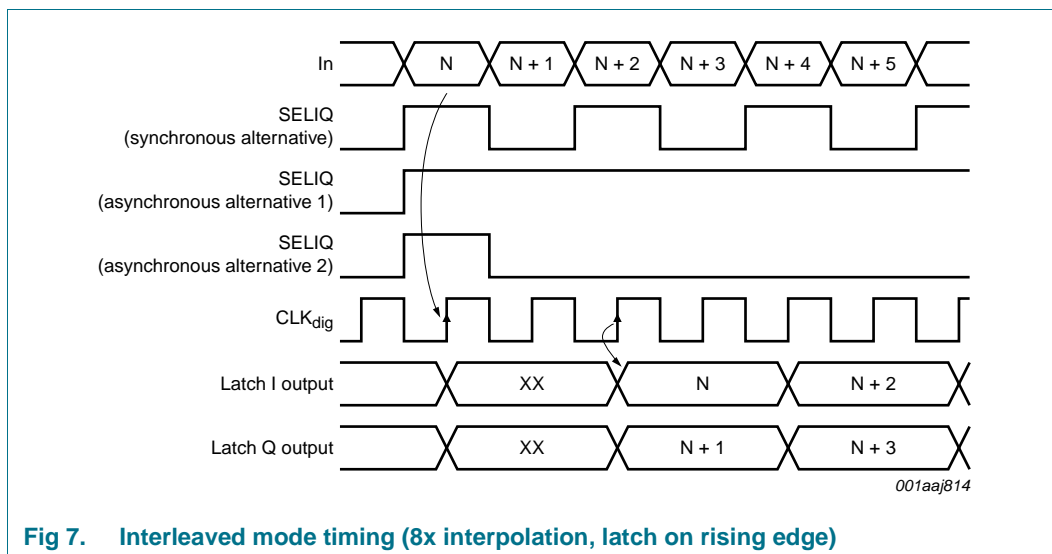 In
N
N + 1
N + 2
N + 3
N + 4
N + 5
SELIQ
(synchronous alternative)
SELIQ
(asynchronous alternative 1)
SELIQ
(asynchronous alternative 2)
CLKdig
Latch I output
XX
N
N + 2
Latch Q output
XX
N + 1
N + 3
001aaj814
Fig 7. Interleaved mode timing (8x interpolation, latch on rising edge)